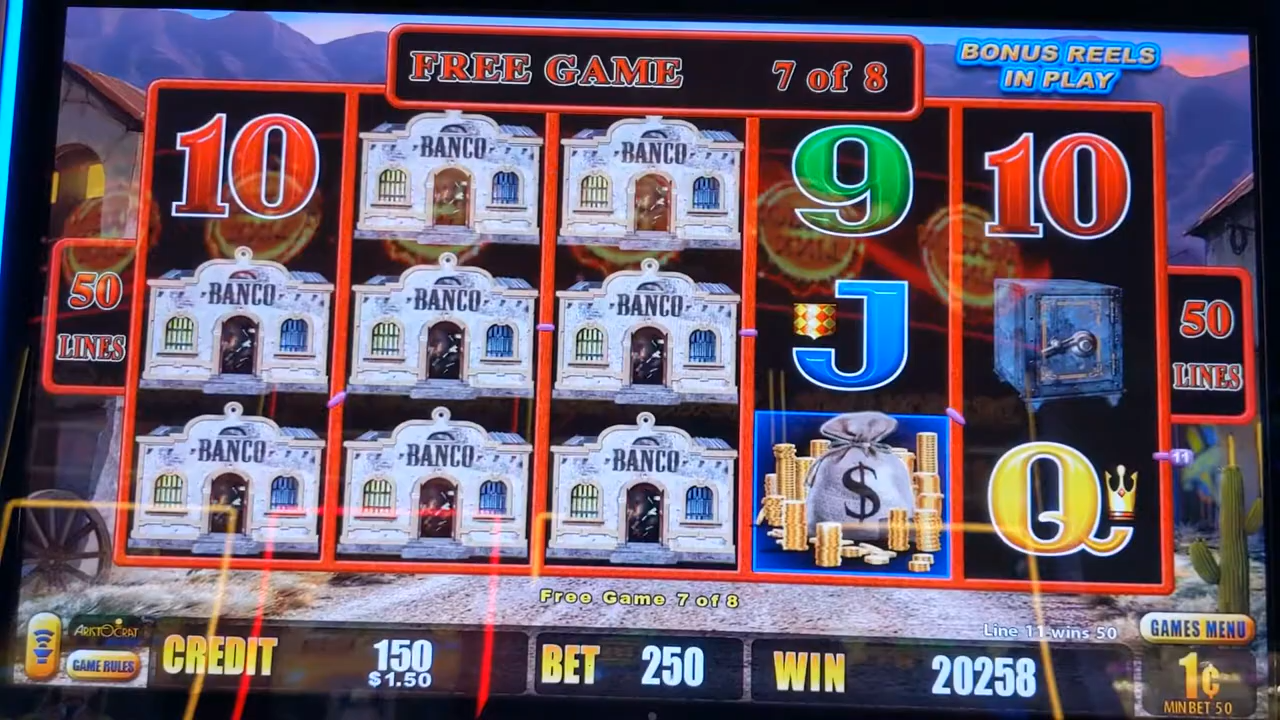 FREE GAME 7 of 8
BONUS REELS
IN PLAY
10
BANCO
BANCO
9
10
50
LINES
BANCO
BANCO
BANCO
J
50
LINES
BANCO
BANCO
BANCO
$
Q
11
Free Game 7 of 8
Line 11 wins 50
GAMES MENU
ARISTOCRAT
GAME RULES
CREDIT
150
$1.50
BET 250
WIN 20258
1¢
MIN BET 50